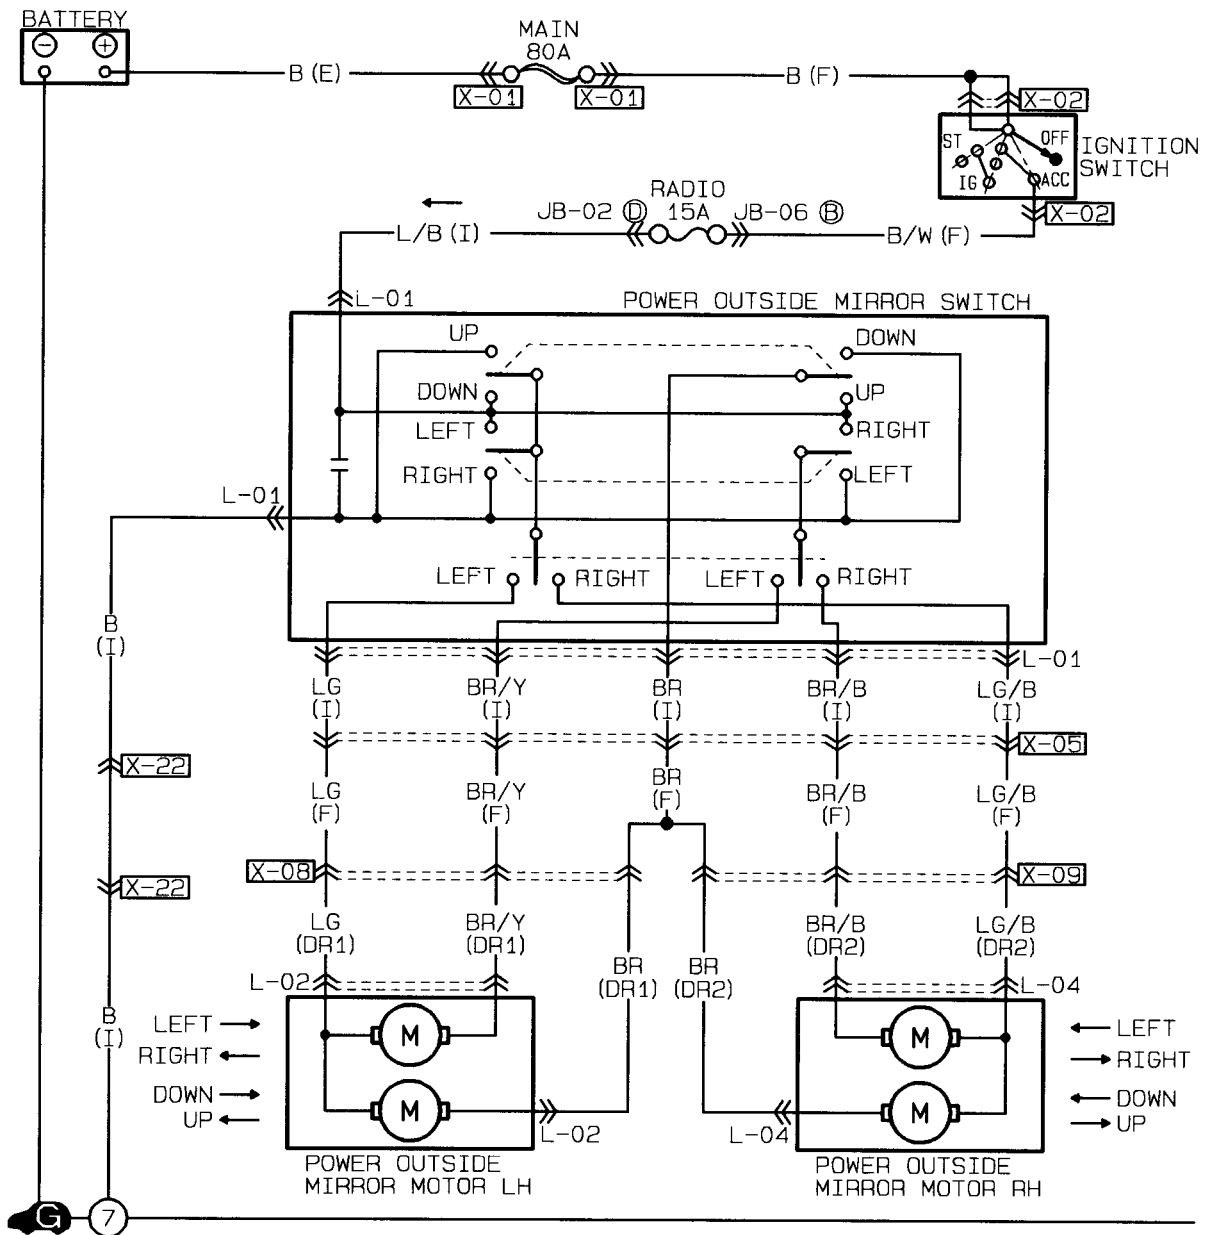 BATTERY
MAIN
80A
− +
B (E)
B (F)
X-01
X-01
X-02
ST
OFF
IGNITION
SWITCH
IG
ACC
RADIO
JB-02 D 15A JB-06 B
X-02
L/B (I)
B/W (F)
L-01
POWER OUTSIDE MIRROR SWITCH
UP
DOWN
DOWN
UP
LEFT
RIGHT
RIGHT
LEFT
L-01
LEFT
RIGHT
LEFT
RIGHT
B
(I)
L-01
LG
(I)
BR/Y
(I)
BR
(I)
BR/B
(I)
LG/B
(I)
X-05
X-22
LG
(F)
BR/Y
(F)
BR
(F)
BR/B
(F)
LG/B
(F)
X-08
X-09
X-22
LG
(DR1)
BR/Y
(DR1)
BR
(DR1)
BR
(DR2)
BR/B
(DR2)
LG/B
(DR2)
L-02
L-04
B
(I)
LEFT
RIGHT
DOWN
UP
M
M
M
M
LEFT
RIGHT
DOWN
UP
L-02
L-04
POWER OUTSIDE
MIRROR MOTOR LH
POWER OUTSIDE
MIRROR MOTOR RH
G
7